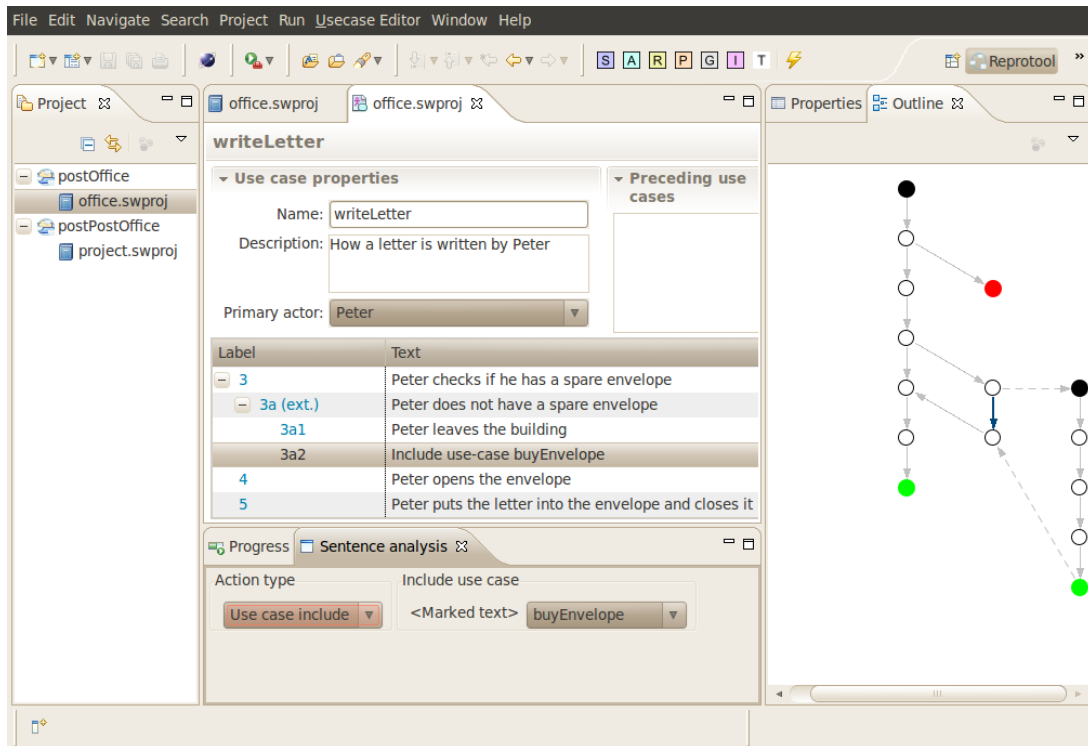 File Edit Navigate Search Project Run Usecase Editor Window Help
S A R P G I T
Reprotool »
Project
office.swproj
office.swproj
Properties
Outline
writeLetter
postOffice
office.swproj
postPostOffice
project.swproj
Use case properties
Name: writeLetter
Description: How a letter is written by Peter
Primary actor: Peter
Preceding use
cases
Label Text
3 Peter checks if he has a spare envelope
3a (ext.) Peter does not have a spare envelope
3a1 Peter leaves the building
3a2 Include use-case buyEnvelope
4 Peter opens the envelope
5 Peter puts the letter into the envelope and closes it
Progress
Sentence analysis
Action type
Use case include
Include use case
<Marked text> buyEnvelope